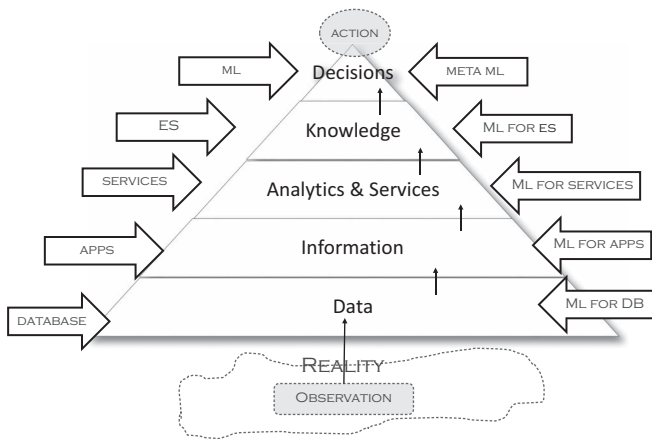 ACTION
ML
Decisions
META ML
ES
Knowledge
ML FOR ES
SERVICES
Analytics & Services
ML FOR SERVICES
APPS
Information
ML FOR APPS
DATABASE
Data
ML FOR DB
REALITY
OBSERVATION